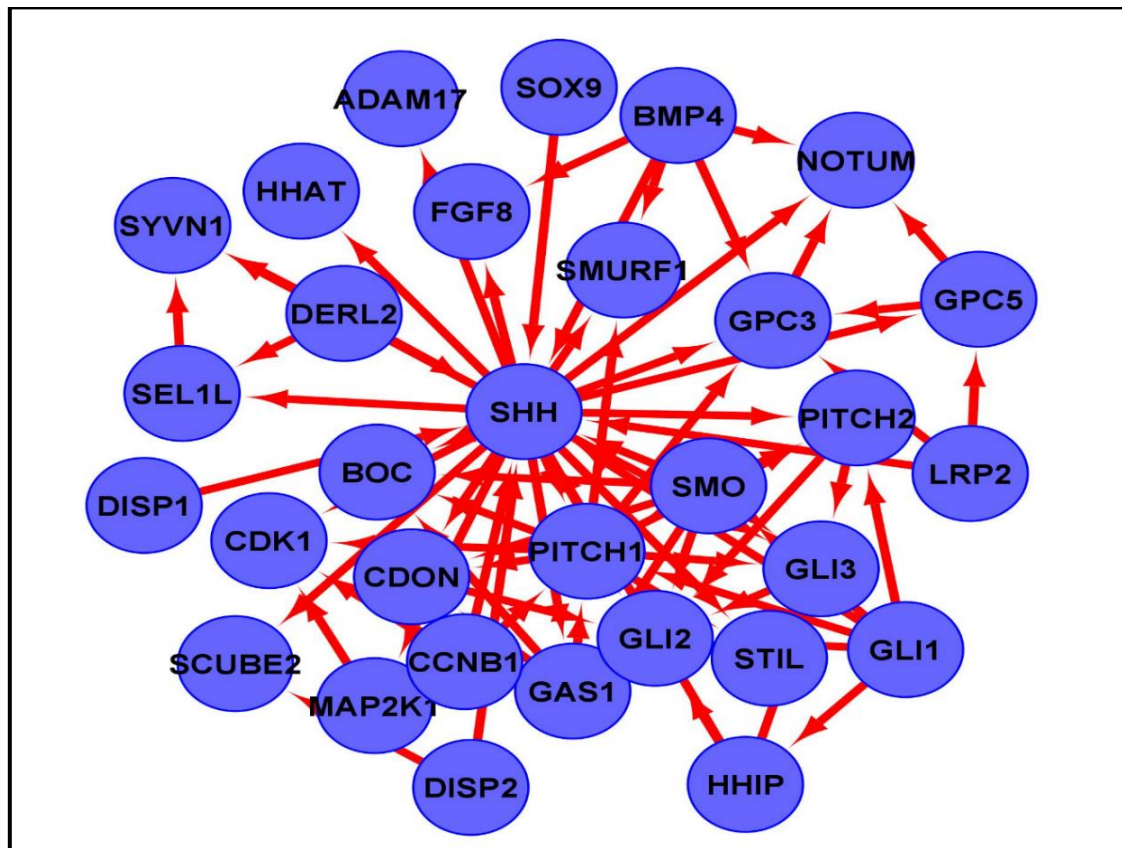 SOX9
ADAM17
BMP4
NOTUM
HHAT
FGF8
SYVN1
SMURF1
DERL2
GPC3
GPC5
SEL1L
SHH
PITCH2
BOC
SMO
LRP2
DISP1
CDK1
PITCH1
CDON
GLI3
SCUBE2
CCNB1
GLI2
STIL
GLI1
GAS1
MAP2K1
DISP2
HHIP